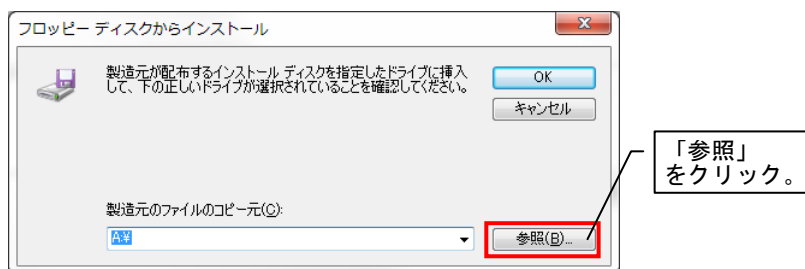 フロッピー ディスクからインストール
製造元が配布するインストール ディスクを指定したドライブに挿入
して、下の正しいドライブが選択されていることを確認してください。
OK
キャンセル
「参照」
をクリック。
製造元のファイルのコピー元(C):
A:¥
参照(B)...